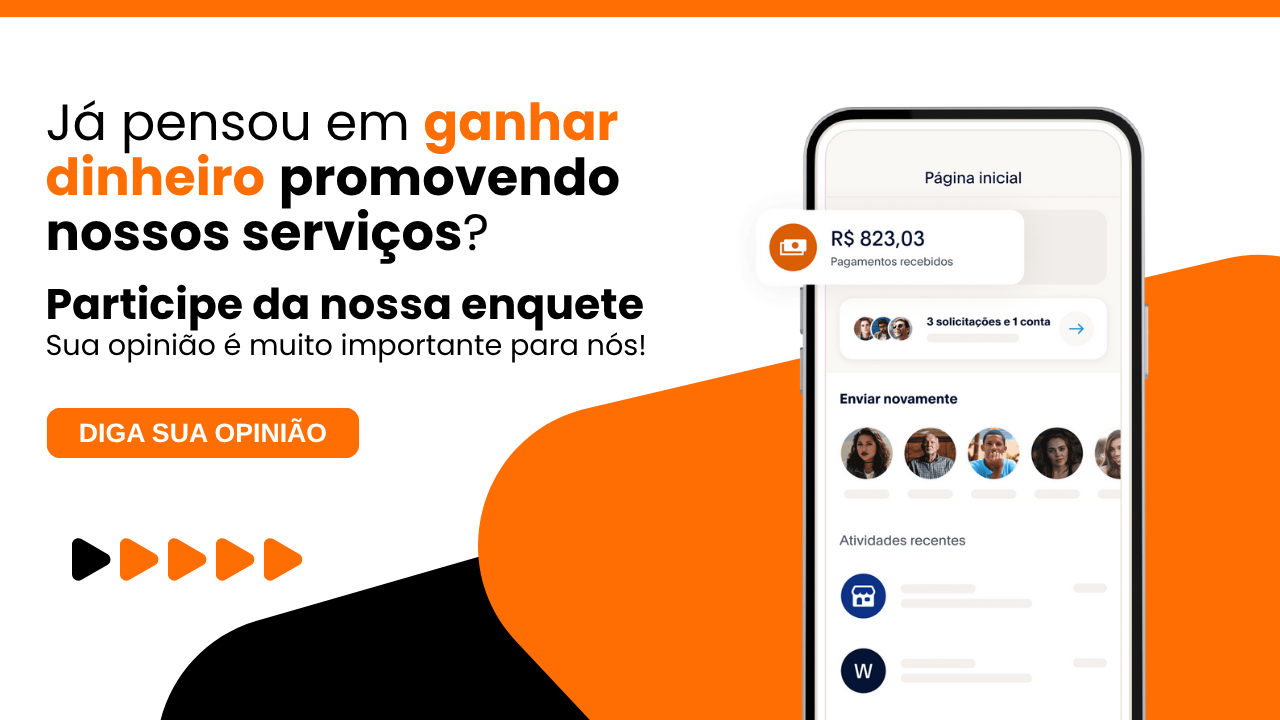 Já pensou em ganhar
dinheiro promovendo
nossos serviços?
Participe da nossa enquete
Sua opinião é muito importante para nós!
DIGA SUA OPINIÃO
Página inicial
R$ 823,03
Pagamentos recebidos
3 solicitações e 1 conta
Enviar novamente
Atividades recentes
W